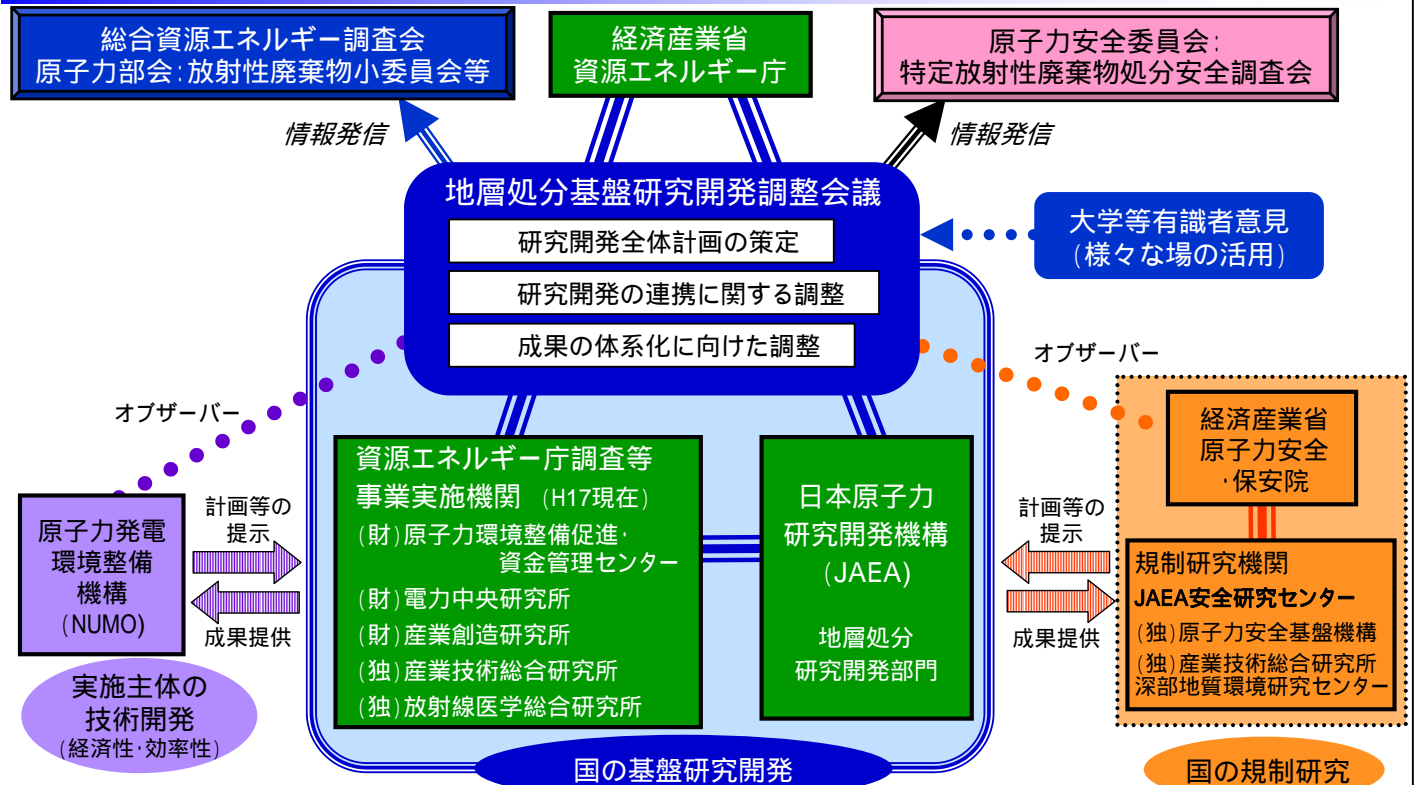 総合資源エネルギー調査会
原子力部会:放射性廃棄物小委員会等
経済産業省
資源エネルギー庁
原子力安全委員会:
特定放射性廃棄物処分安全調査会
情報発信
情報発信
地層処分基盤研究開発調整会議
研究開発全体計画の策定
研究開発の連携に関する調整
成果の体系化に向けた調整
大学等有識者意見
(様々な場の活用)
オブザーバー
オブザーバー
原子力発電
環境整備
機構
(NUMO)
計画等の
提示
成果提供
実施主体の
技術開発
(経済性・効率性)
資源エネルギー庁調査等
事業実施機関 (H17現在)
(財)原子力環境整備促進・
資金管理センター
(財)電力中央研究所
(財)産業創造研究所
(独)産業技術総合研究所
(独)放射線医学総合研究所
日本原子力
研究開発機構
(JAEA)
地層処分
研究開発部門
国の基盤研究開発
計画等の
提示
成果提供
経済産業省
原子力安全
・保安院
規制研究機関
JAEA安全研究センター
(独)原子力安全基盤機構
(独)産業技術総合研究所
深部地質環境研究センター
国の規制研究